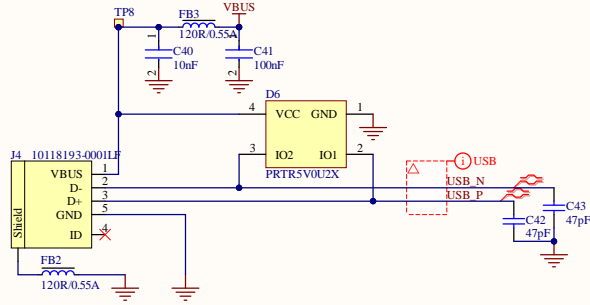 TP8
FB3
VBUS
120R/0.55A
1
C40
10nF
2
1
C41
100nF
2
D6
4 VCC GND 1
3 IO2 IO1 2
PRTR5V0U2X
i USB
J4 10118193-0001LF
VBUS 1
D- 2
D+ 3
GND 5
ID 4
Shield
USB_N
USB_P
C43
47pF
C42
47pF
FB2
120R/0.55A